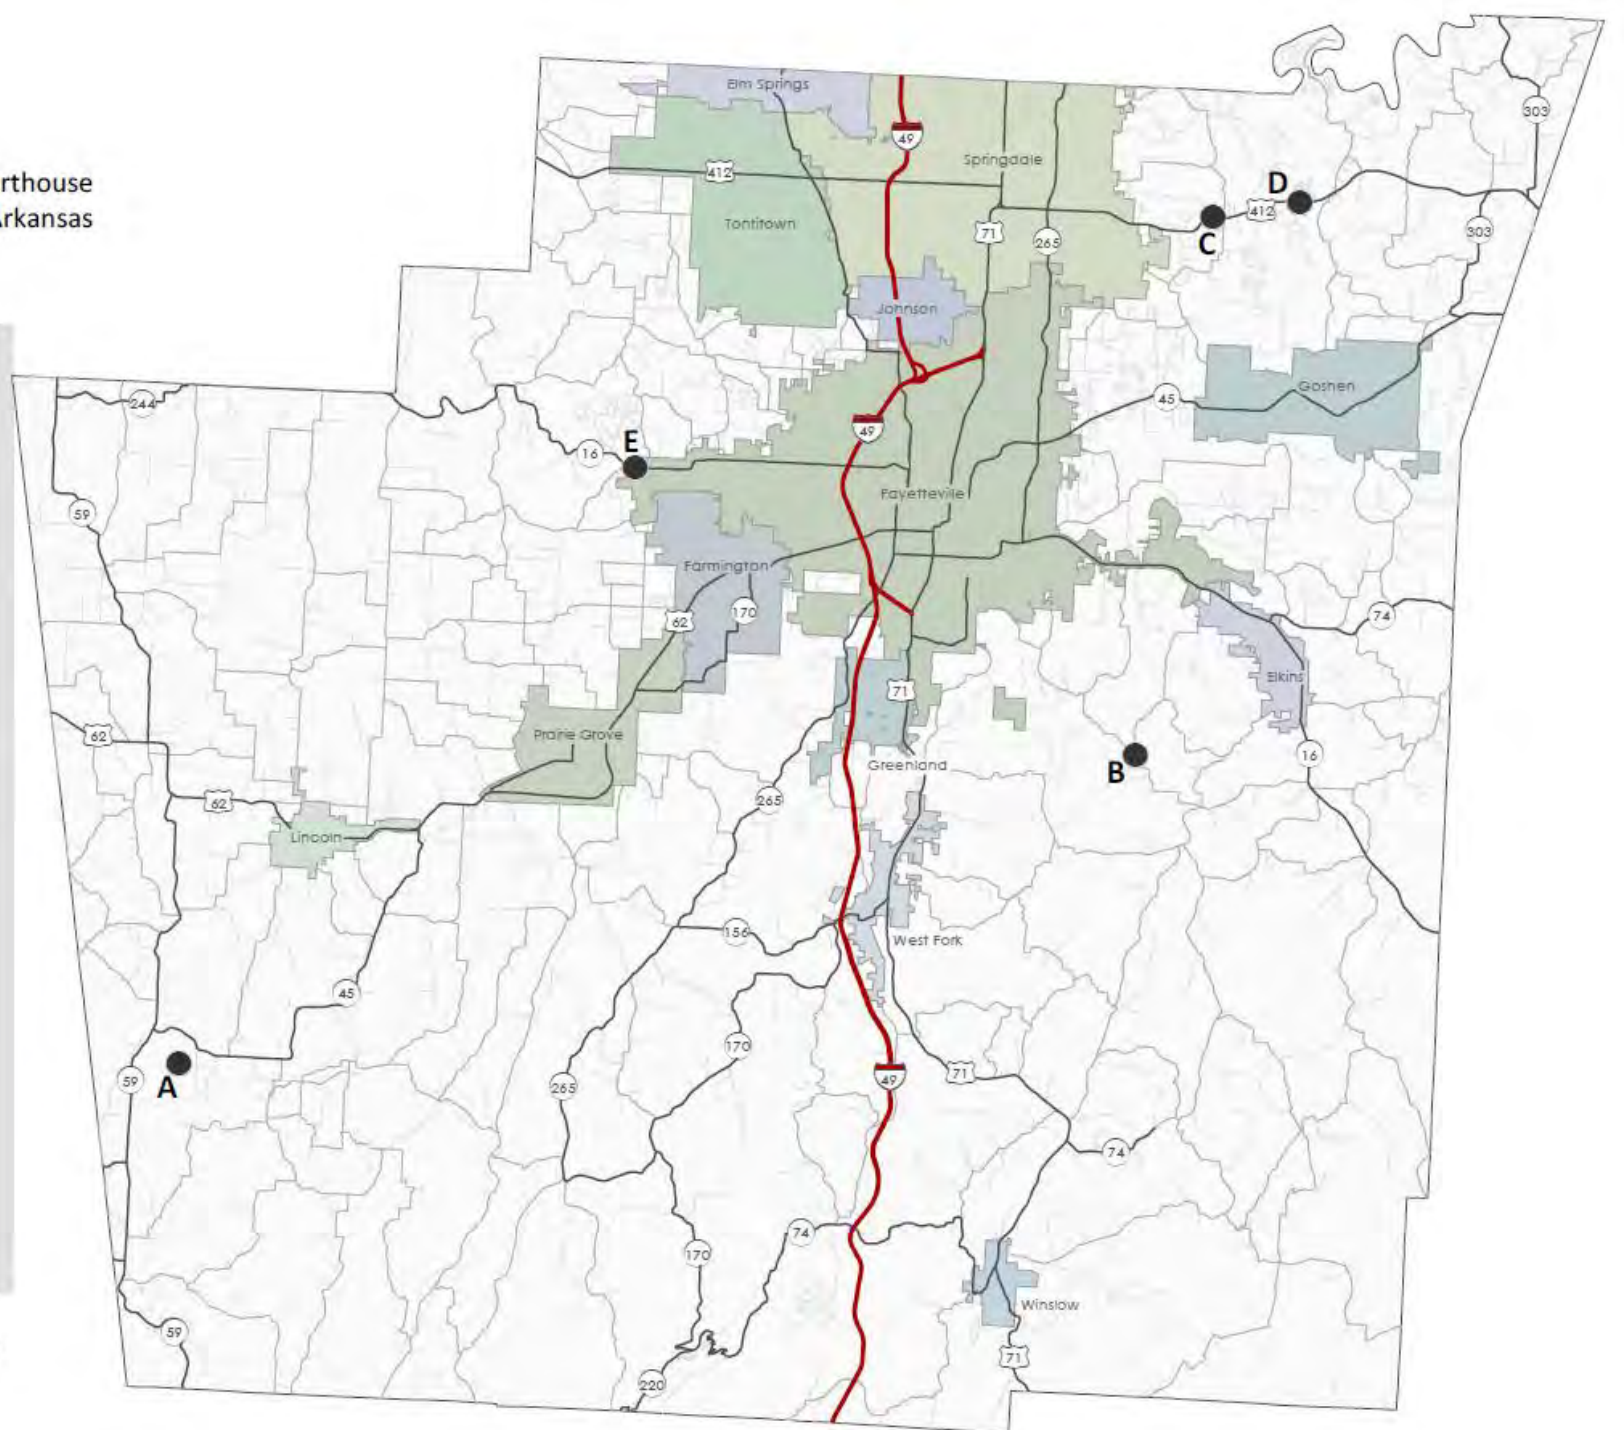 rthouse
Arkansas
Elm Springs
49
303
Springdale
412
D
412
C
Tontitown
71
265
303
Johnson
Goshen
244
45
49
E
16
Fayetteville
59
Farmington
62
170
74
Elkins
71
62
Prairie Grove
16
B
Greenland
62
265
Lincoln
156
West Fork
45
170
59
A
265
49
71
74
74
170
Winslow
59
71
220